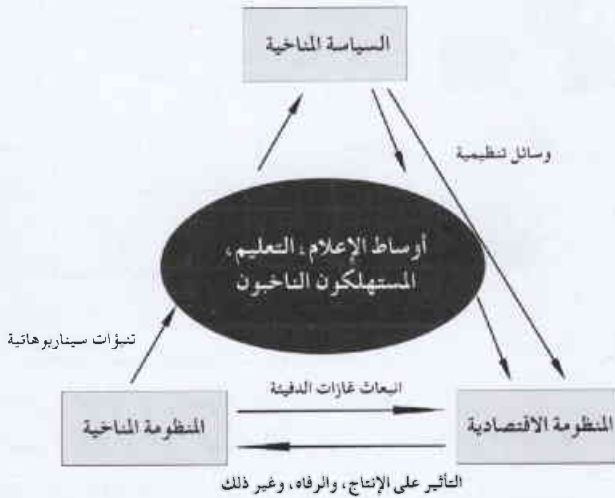 السياسة المناخية
وسائل تنظيمية
أوساط الإعلام، التعليم،
المستهلكون الناخبون
تنبؤات سيناريوهاتية
انبعاث غازات الدفيئة
المنظومة الاقتصادية
المنظومة المناخية
التأثير على الإنتاج، والرفاه، وغير ذلك